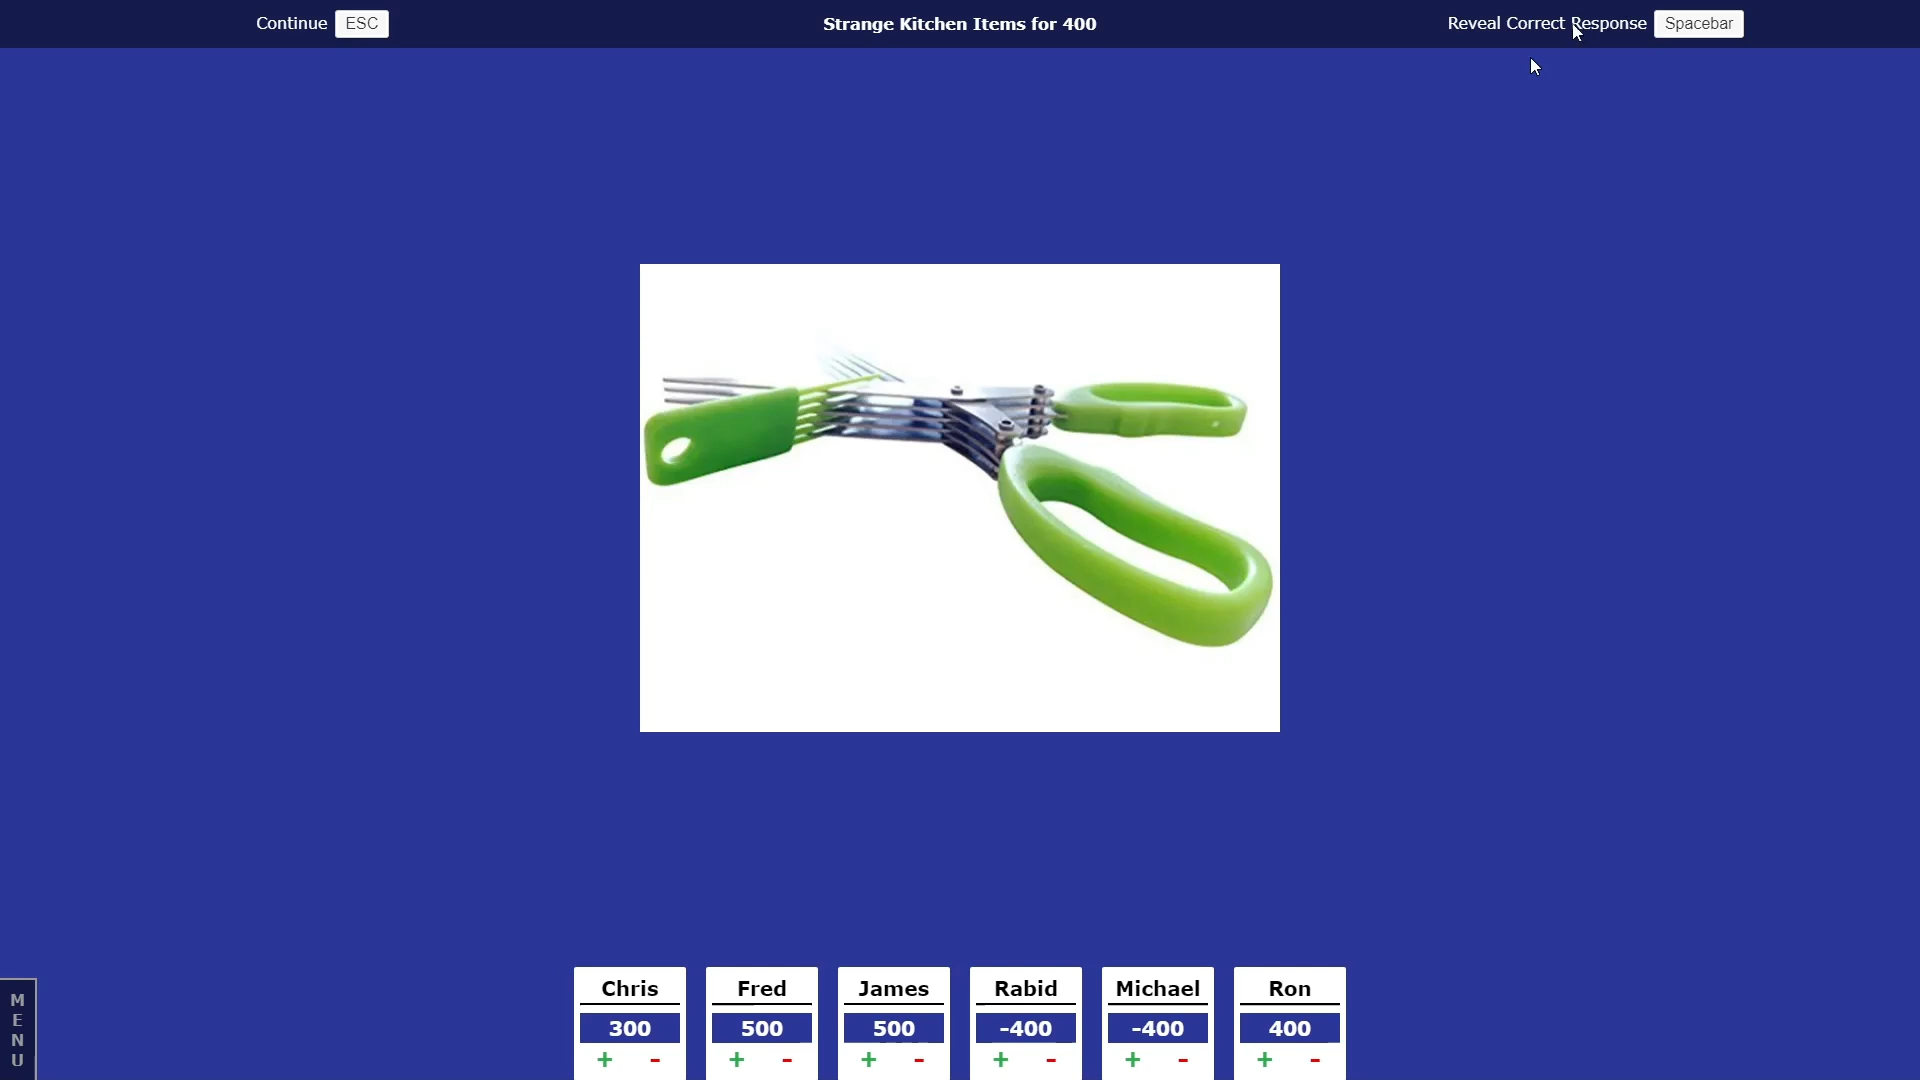 Continue ESC
Strange Kitchen Items for 400
Reveal Correct Response Spacebar
MENU
Chris Fred James Rabid Michael Ron
300 500 500 -400 -400 400
+ - + - + - + - + - + -